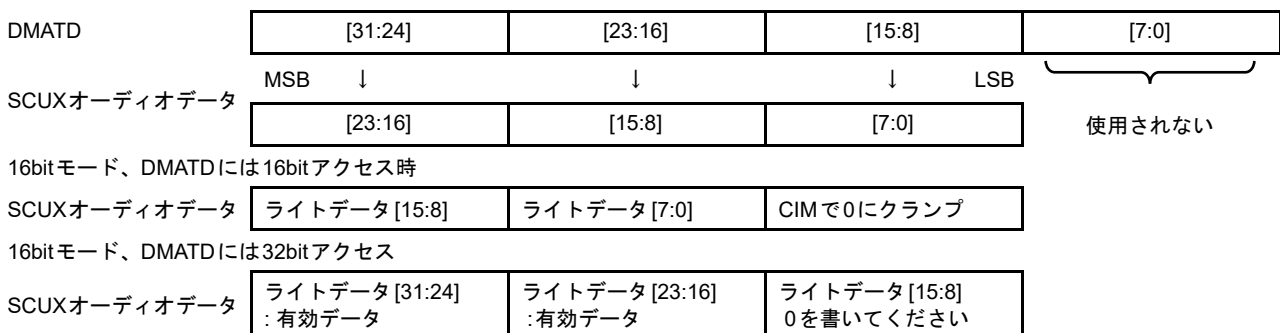 DMATD [31:24] [23:16] [15:8] [7:0]
MSB ↓ ↓ ↓ LSB
SCUXオーディオデータ [23:16] [15:8] [7:0] 使用されない
16bitモード、DMATDには16bitアクセス時
SCUXオーディオデータ ライトデータ[15:8] ライトデータ[7:0] CIMで0にクランプ
16bitモード、DMATDには32bitアクセス
SCUXオーディオデータ ライトデータ[31:24] ライトデータ[23:16] ライトデータ[15:8]
: 有効データ :有効データ 0を書いてください